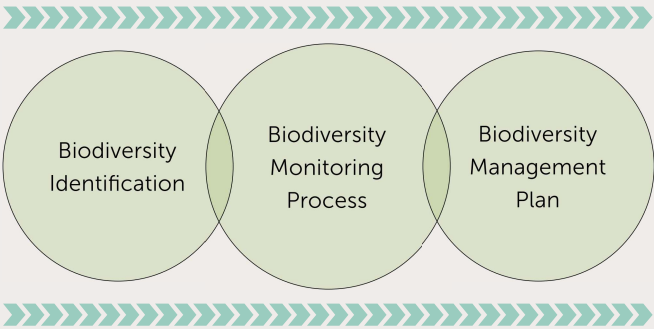 Biodiversity
Identification
Biodiversity
Monitoring
Process
Biodiversity
Management
Plan